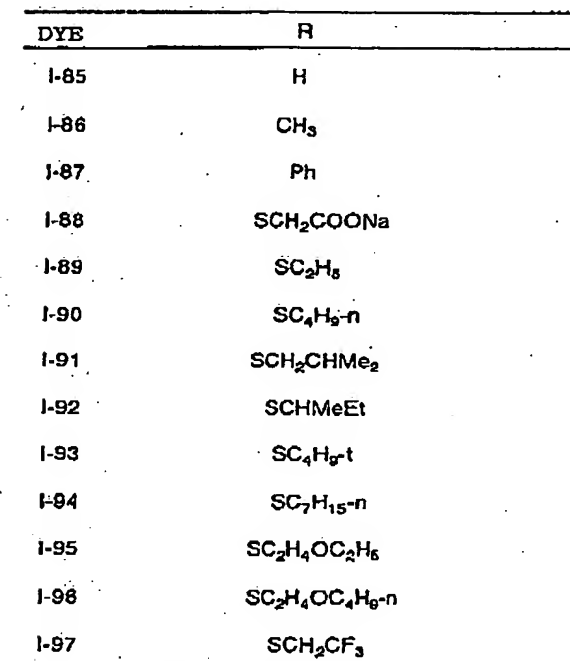 DYE R
I-85 H
I-86 CH₃
I-87 Ph
I-88 SCH₂COONa
I-89 SC₂H₅
I-90 SC₄H₉-n
I-91 SCH₂CHMe₂
I-92 SCHMeEt
I-93 SC₄H₉-t
I-94 SC₇H₁₅-n
I-95 SC₂H₄OC₂H₅
I-96 SC₂H₄OC₄H₉-n
I-97 SCH₂CF₃